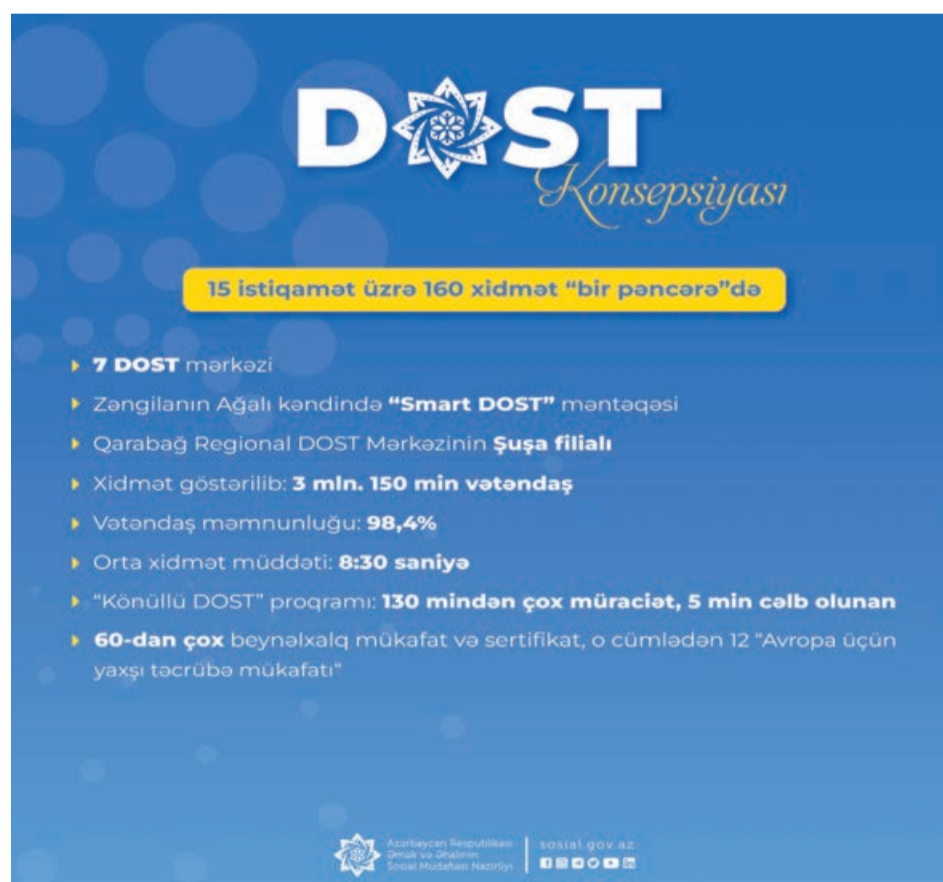 DOST
Konsepsiyası
15 istiqamət üzrə 160 xidmət “bir pəncərə”də
7 DOST mərkəzi
Zəngilanın Ağalı kəndində “Smart DOST” məntəqəsi
Qarabağ Regional DOST Mərkəzinin Şuşa filialı
Xidmət göstərilib: 3 mln. 150 min vətəndaş
Vətəndaş məmnunluğu: 98,4%
Orta xidmət müddəti: 8:30 saniyə
“Könüllü DOST” proqramı: 130 mindən çox müraciət, 5 min cəlb olunan
60-dan çox beynəlxalq mükafat və sertifikat, o cümlədən 12 "Avropa üçün
yaxşı təcrübə mükafatı"
Azərbaycan Respublikası
Əmək və Əhalinin
Sosial Müdafiəsi Nazirliyi
sosial.gov.az